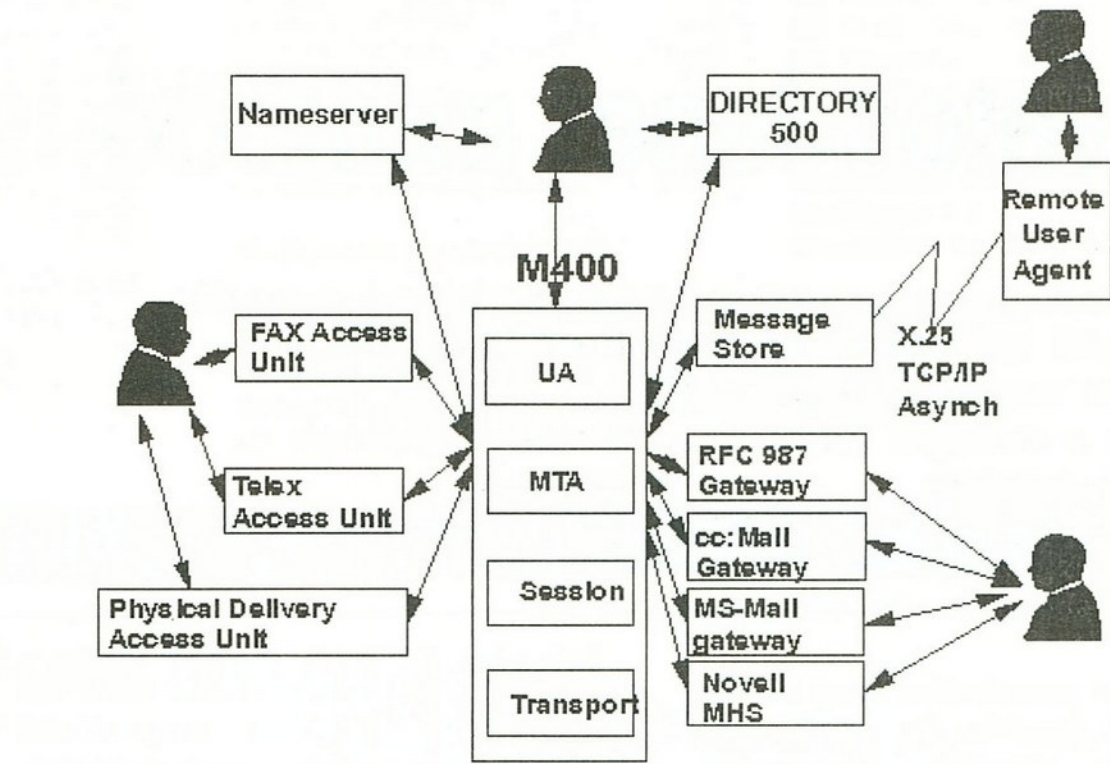 Nameserver
DIRECTORY
500
Remote
User
Agent
M400
FAX Access
Unit
UA
Message
Store
X.25
TCP/IP
Asynch
Telex
Access Unit
MTA
RFC 987
Gateway
cc:Mail
Gateway
Physical Delivery
Access Unit
Session
MS-Mail
gateway
Transport
Novell
MHS